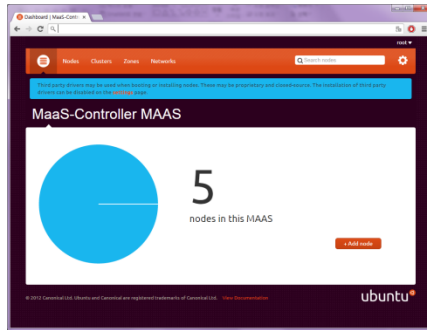 Dashboard | MaaS-Contr
root
Nodes Clusters Zones Networks
Search nodes
Third party drivers may be used when booting or installing nodes. These may be proprietary and closed-source. The installation of third party
drivers can be disabled on the settings page.
MaaS-Controller MAAS
5
nodes in this MAAS
+ Add node
© 2012 Canonical Ltd. Ubuntu and Canonical are registered trademarks of Canonical Ltd. View Documentation
ubuntu